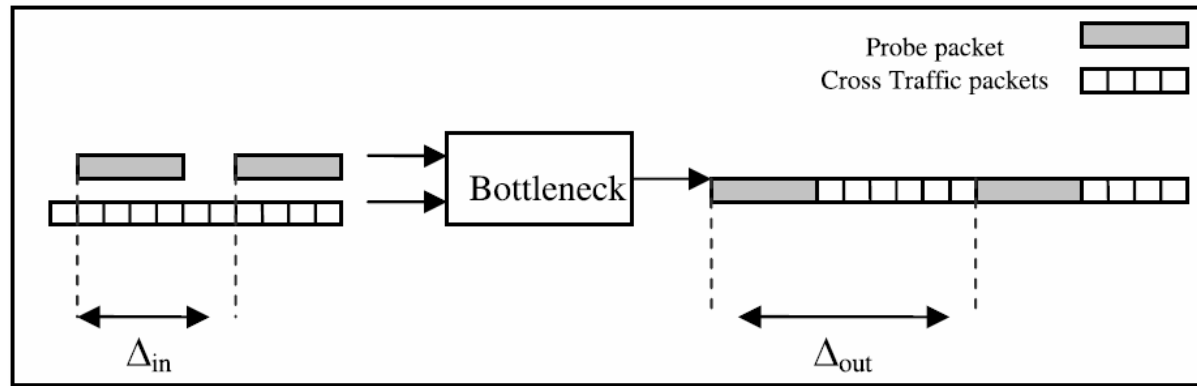 Probe packet
Cross Traffic packets
Bottleneck
Δin
Δout